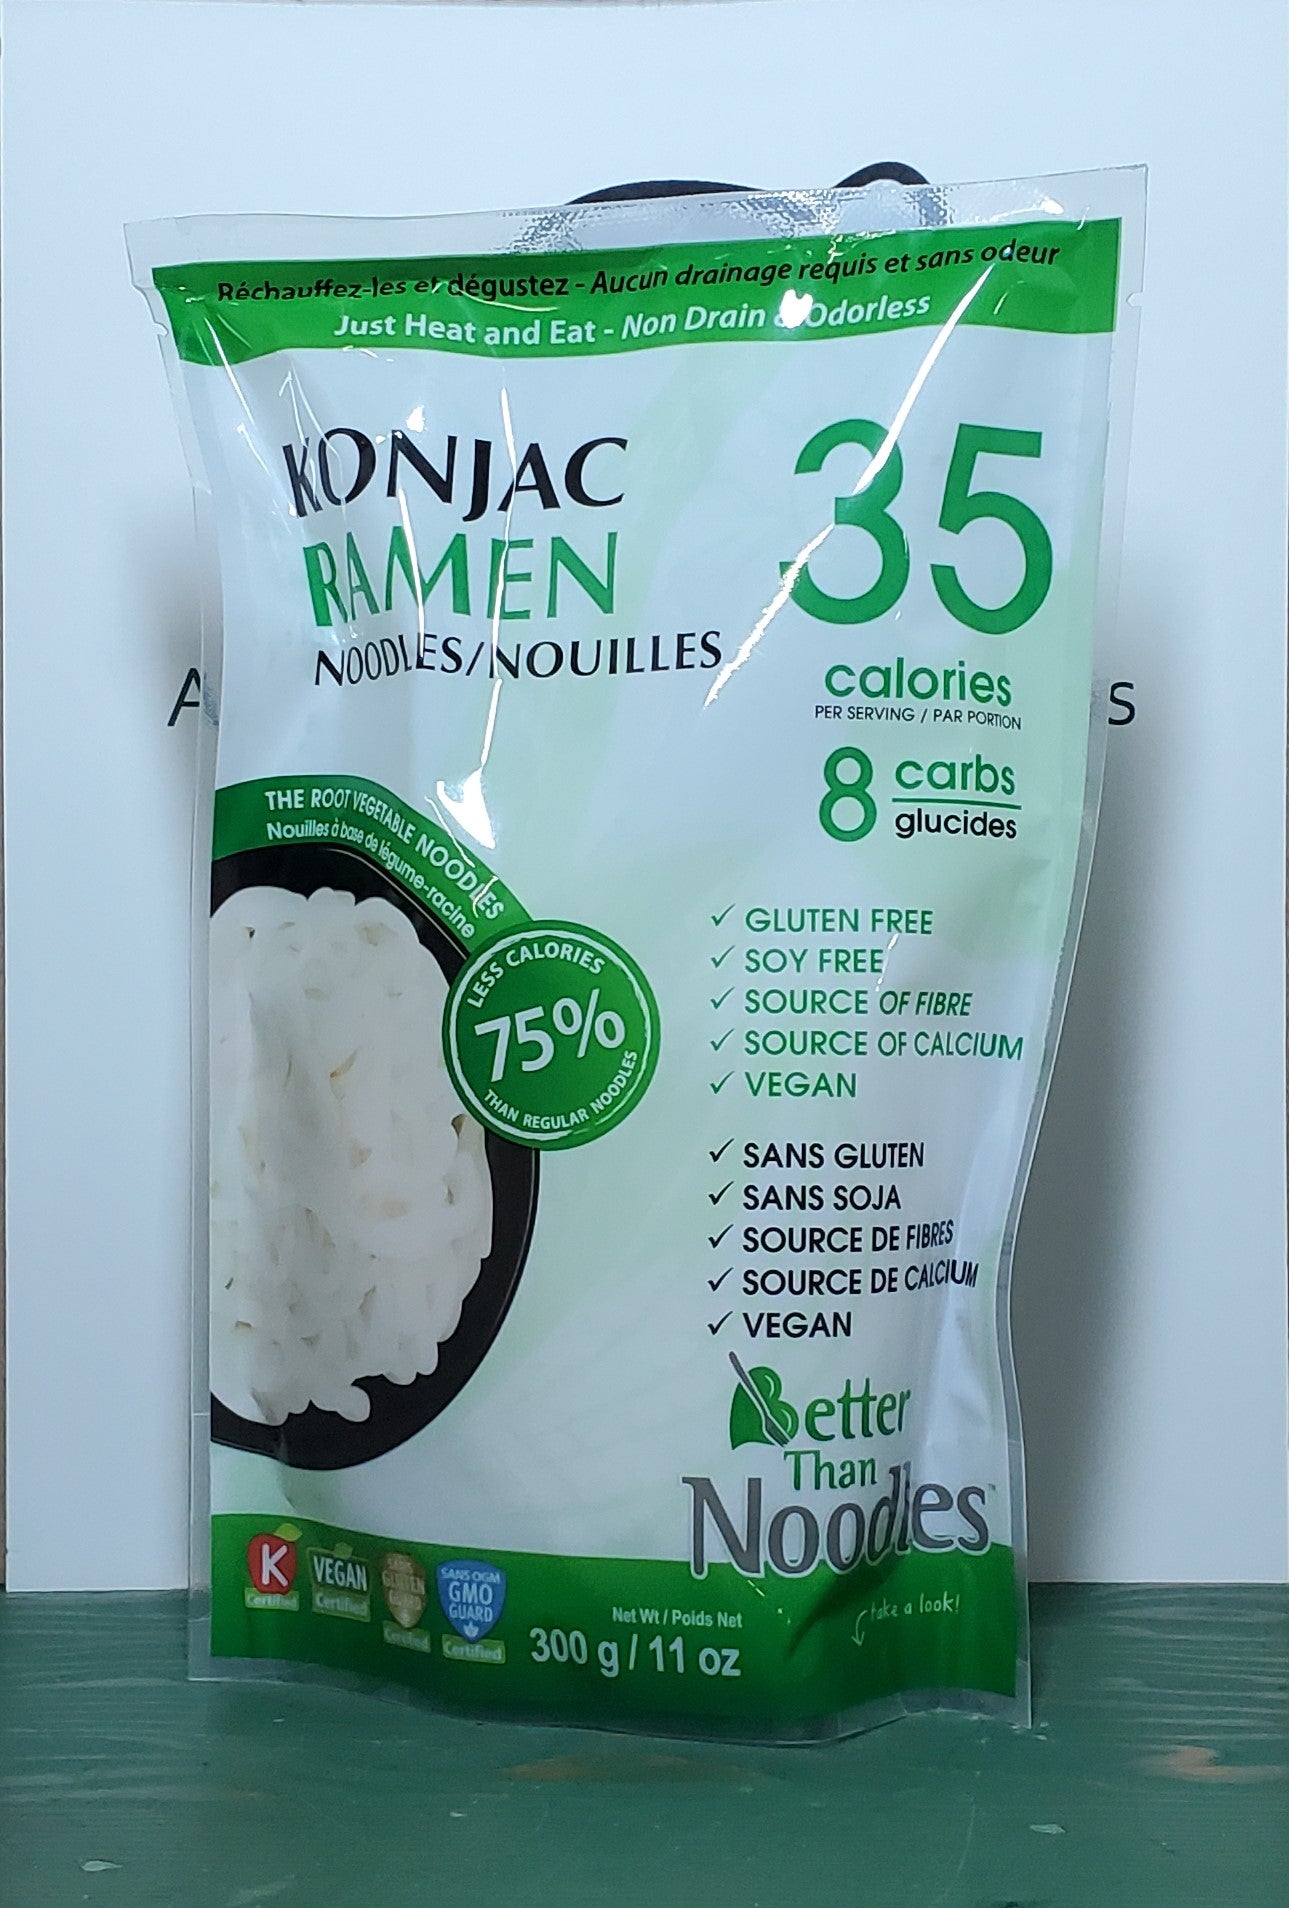 Réchauffez-les et dégustez - Aucun drainage requis et sans odeur
Just Heat and Eat - Non Drain & Odorless
KONJAC
RAMEN
NOODLES/NOUILLES
35
calories
PER SERVING / PAR PORTION
8 carbs
glucides
A
S
THE ROOT VEGETABLE NOODLES
Nouilles à base de légume-racine
LESS CALORIES
75%
THAN REGULAR NOODLES
✓ GLUTEN FREE
✓ SOY FREE
✓ SOURCE OF FIBRE
✓ SOURCE OF CALCIUM
✓ VEGAN
✓ SANS GLUTEN
✓ SANS SOJA
✓ SOURCE DE FIBRES
✓ SOURCE DE CALCIUM
✓ VEGAN
Better
Than
Noodles™
K
Certified
VEGAN
Certified
GLUTEN
GUARD
Certified
SANS OGM
GMO
GUARD
Certified
Net Wt / Poids Net
300 g / 11 oz
take a look!